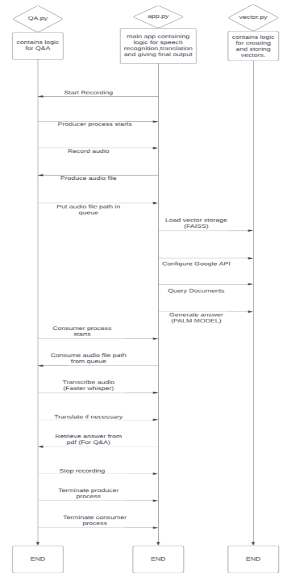 QA.py
app.py
vector.py
contains logic
for Q&A
main app containing
logic for speech
recognition,translation
and giving final output
contains logic
for creating
and storing
vectors.
Start Recording
Producer process starts
Record audio
Produce audio file
Put audio file path in
queue
Load vector storage
(FAISS)
Configure Google API
Query Documents
Generate answer
(PALM MODEL)
Consumer process
starts
Consume audio file path
from queue
Transcribe audio
(Faster whisper)
Translate if necessary
Retrieve answer from
pdf (For Q&A)
Stop recording
Terminate producer
process
Terminate consumer
process
END
END
END